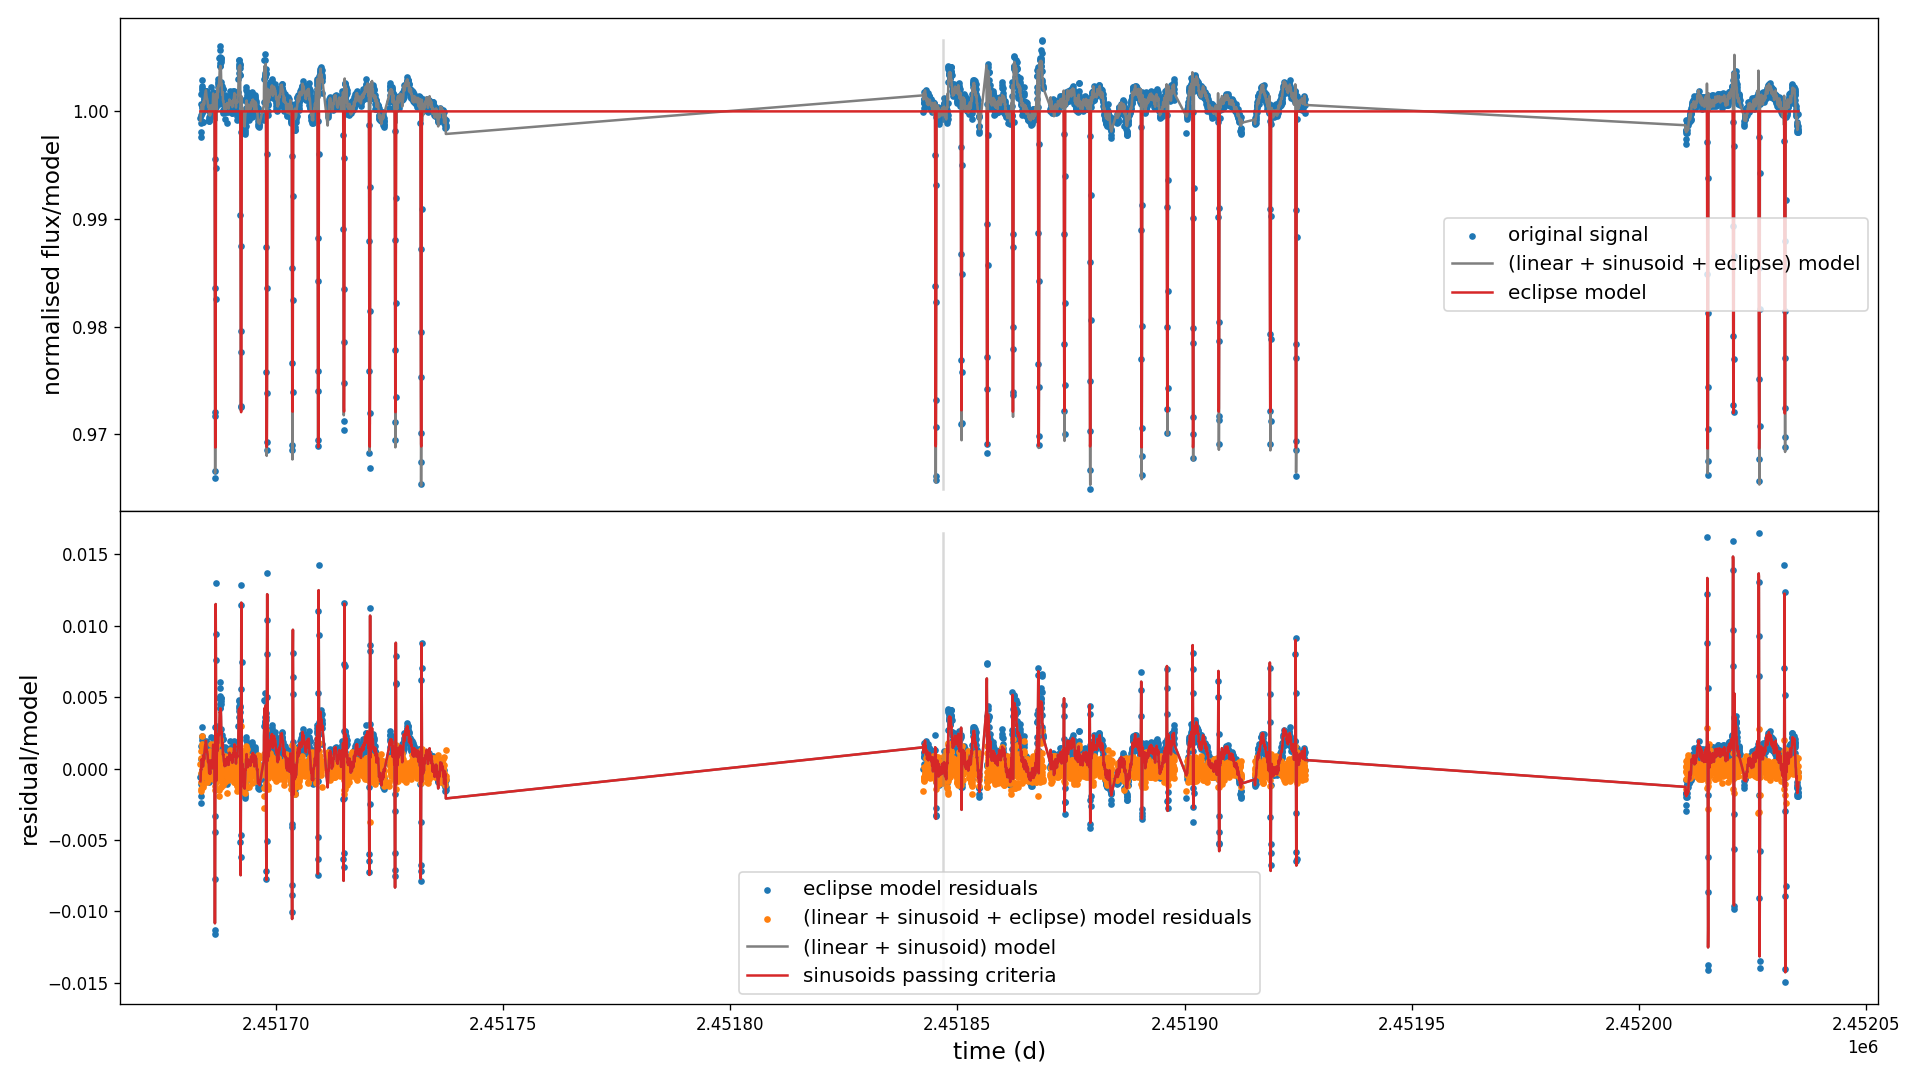 normalised flux/model
1.00
0.99
0.98
0.97
original signal
(linear + sinusoid + eclipse) model
eclipse model
residual/model
0.015
0.010
0.005
0.000
−0.005
−0.010
−0.015
eclipse model residuals
(linear + sinusoid + eclipse) model residuals
(linear + sinusoid) model
sinusoids passing criteria
2.45170
2.45175
2.45180
2.45185
2.45190
2.45195
2.45200
2.45205
1e6
time (d)